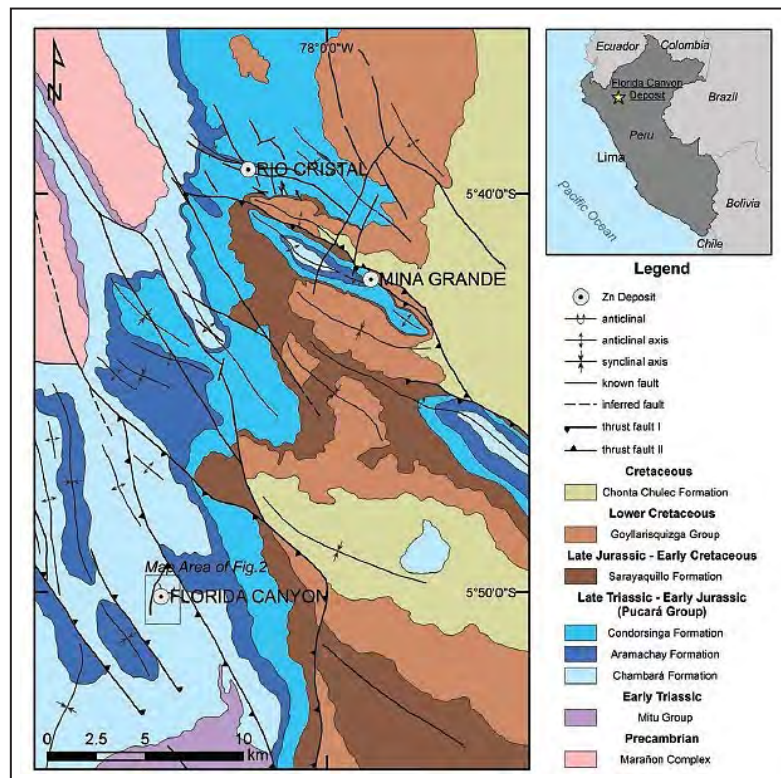 78°0'0"W
N
RIO CRISTAL
5°40'0"S
MINA GRANDE
Map Area of Fig.2
FLORIDA CANYON
5°50'0"S
0 2.5 5 10
km
Ecuador
Colombia
Florida Canyon
Deposit
Brazil
Peru
Lima
Pacific Ocean
Bolivia
Chile
Legend
Zn Deposit
anticlinal
anticlinal axis
synclinal axis
known fault
inferred fault
thrust fault I
thrust fault II
Cretaceous
Chonta Chulec Formation
Lower Cretaceous
Goyllarisquizga Group
Late Jurassic - Early Cretaceous
Sarayaquillo Formation
Late Triassic - Early Jurassic
(Pucará Group)
Condorsinga Formation
Aramachay Formation
Chambará Formation
Early Triassic
Mitu Group
Precambrian
Marañon Complex